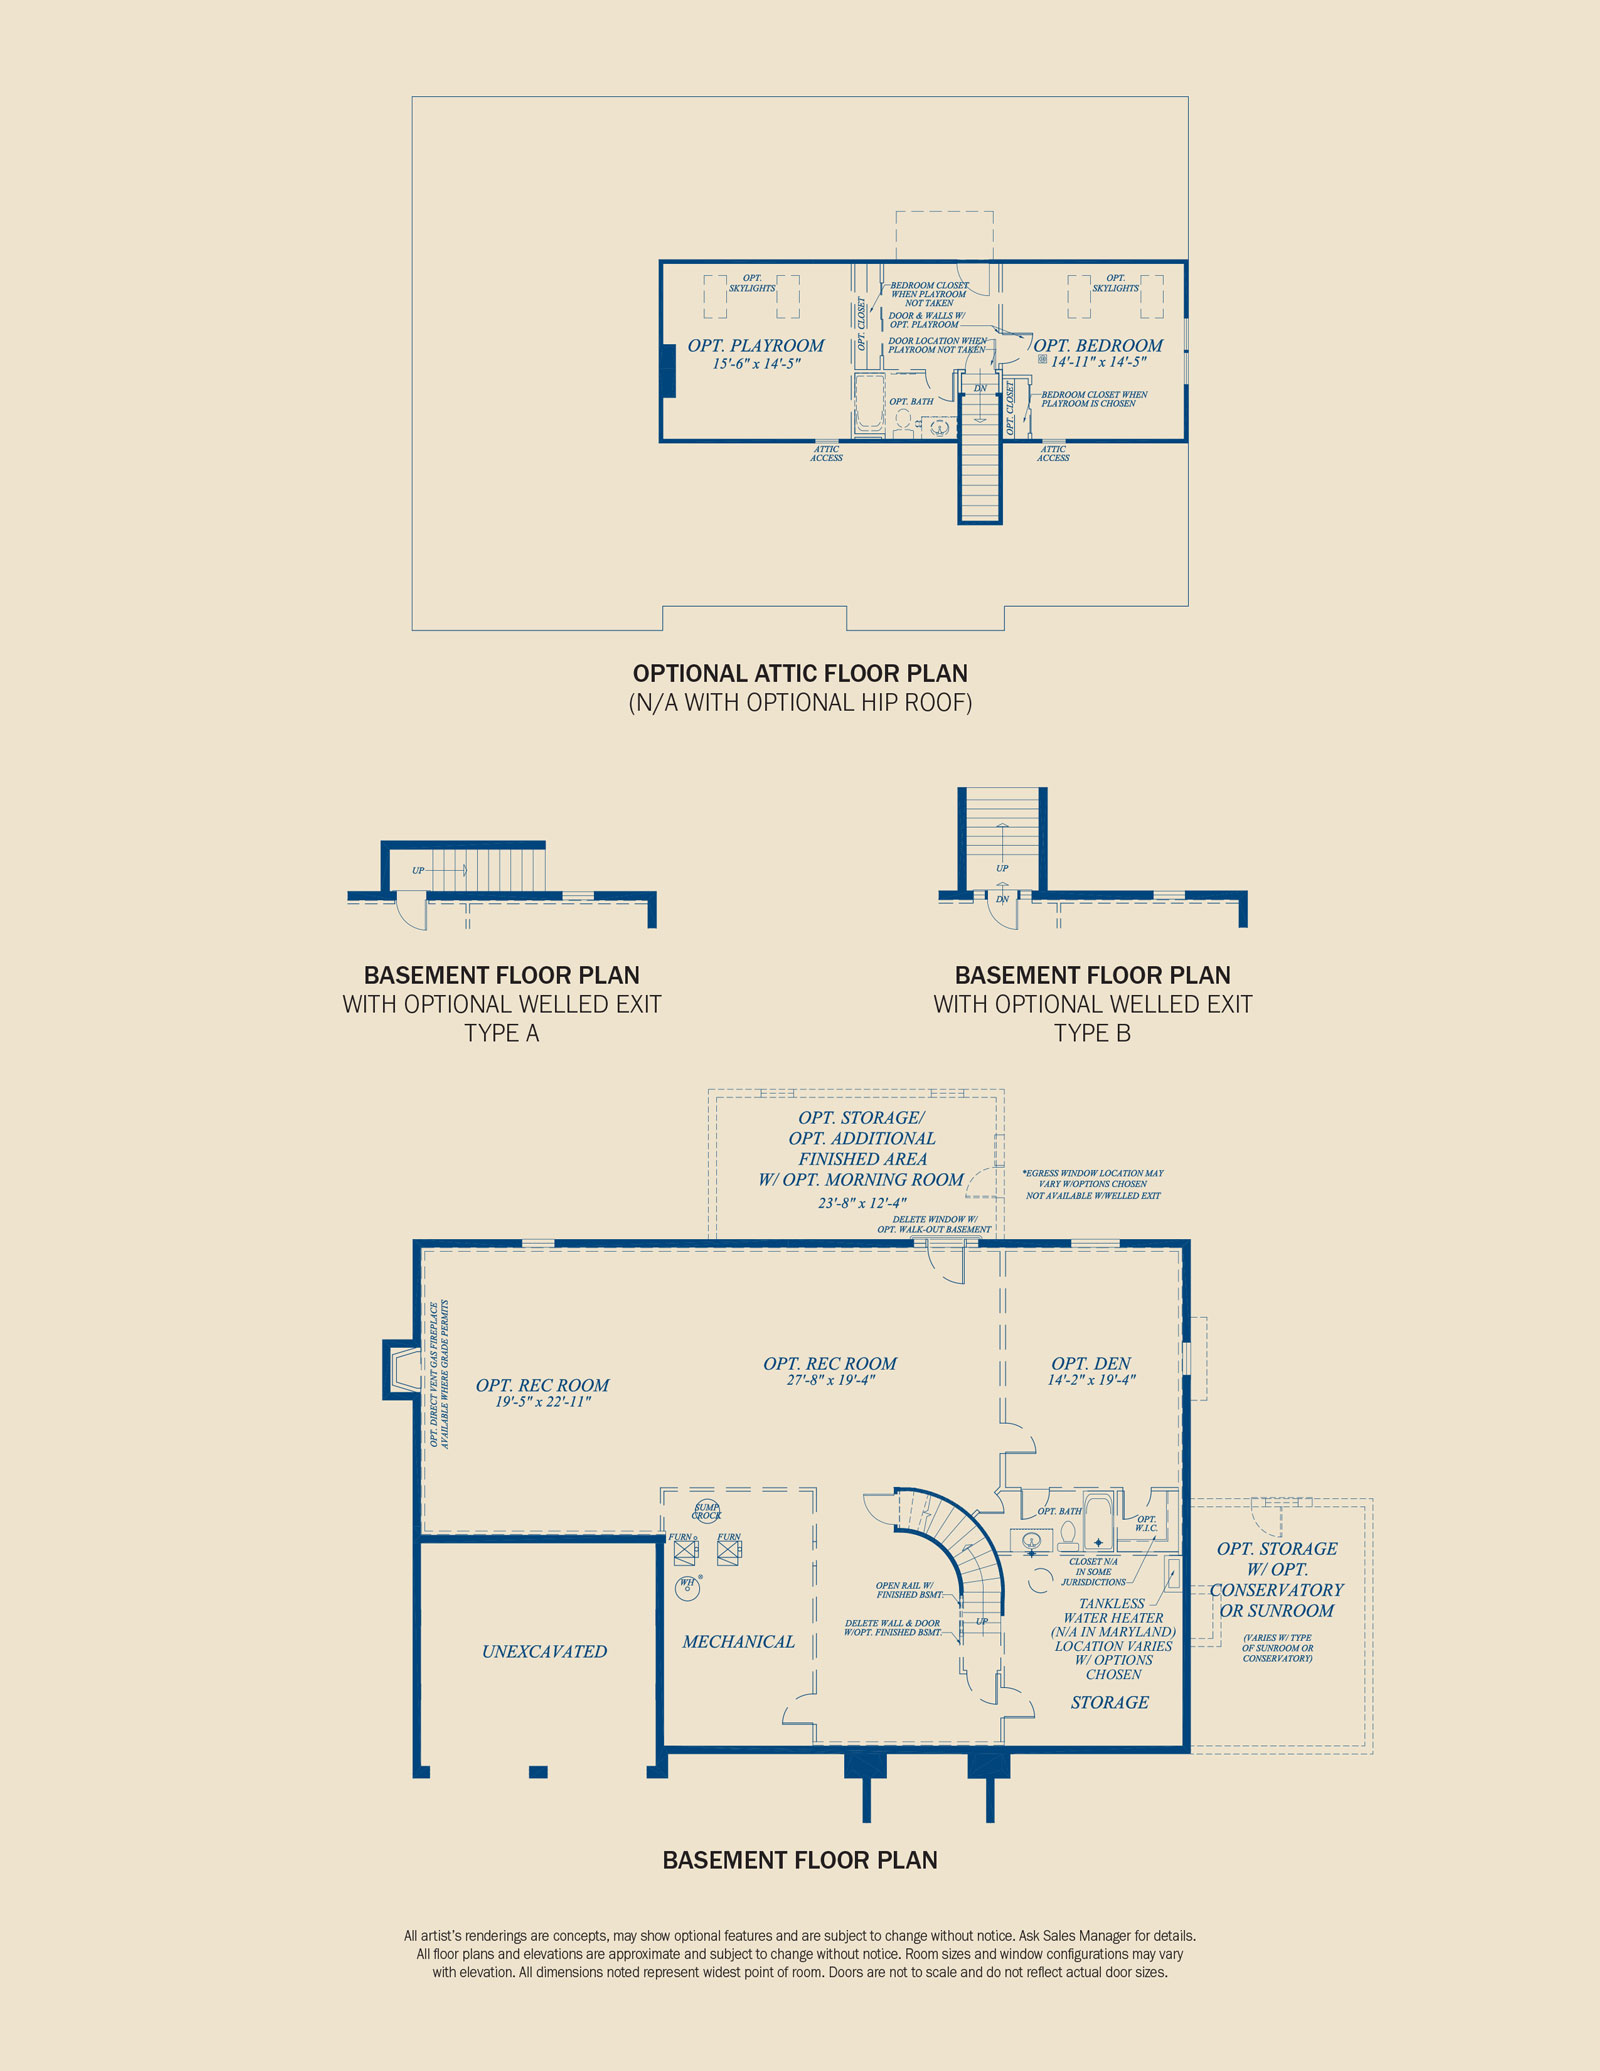 OPT.
SKYLIGHTS
OPT.
SKYLIGHTS
BEDROOM CLOSET
WHEN PLAYROOM
NOT TAKEN
OPT. CLOSET
DOOR & WALLS W/
OPT. PLAYROOM
DOOR LOCATION WHEN
PLAYROOM NOT TAKEN
OPT. PLAYROOM
15'-6" x 14'-5"
OPT. BEDROOM
14'-11" x 14'-5"
DN
OPT. BATH
OPT. CLOSET
BEDROOM CLOSET WHEN
PLAYROOM IS CHOSEN
ATTIC
ACCESS
ATTIC
ACCESS
OPTIONAL ATTIC FLOOR PLAN
(N/A WITH OPTIONAL HIP ROOF)
UP
UP
DN
BASEMENT FLOOR PLAN
WITH OPTIONAL WELLED EXIT
TYPE A
BASEMENT FLOOR PLAN
WITH OPTIONAL WELLED EXIT
TYPE B
OPT. STORAGE/
OPT. ADDITIONAL
FINISHED AREA
W/ OPT. MORNING ROOM
23'-8" x 12'-4"
*EGRESS WINDOW LOCATION MAY
VARY W/OPTIONS CHOSEN
NOT AVAILABLE W/WELLED EXIT
DELETE WINDOW W/
OPT. WALK-OUT BASEMENT
OPT. DIRECT VENT GAS FIREPLACE
AVAILABLE WHERE GRADE PERMITS
OPT. REC ROOM
19'-5" x 22'-11"
OPT. REC ROOM
27'-8" x 19'-4"
OPT. DEN
14'-2" x 19'-4"
SUMP
CROCK
FURN
FURN
WH
MECHANICAL
UNEXCAVATED
OPT. BATH
OPT.
W.I.C.
CLOSET N/A
IN SOME
JURISDICTIONS
OPEN RAIL W/
FINISHED BSMT.
DELETE WALL & DOOR
W/OPT. FINISHED BSMT.
UP
TANKLESS
WATER HEATER
(N/A IN MARYLAND)
LOCATION VARIES
W/ OPTIONS
CHOSEN
STORAGE
OPT. STORAGE
W/ OPT.
CONSERVATORY
OR SUNROOM
(VARIES W/ TYPE
OF SUNROOM OR
CONSERVATORY)
BASEMENT FLOOR PLAN
All artist's renderings are concepts, may show optional features and are subject to change without notice. Ask Sales Manager for details.
All floor plans and elevations are approximate and subject to change without notice. Room sizes and window configurations may vary
with elevation. All dimensions noted represent widest point of room. Doors are not to scale and do not reflect actual door sizes.